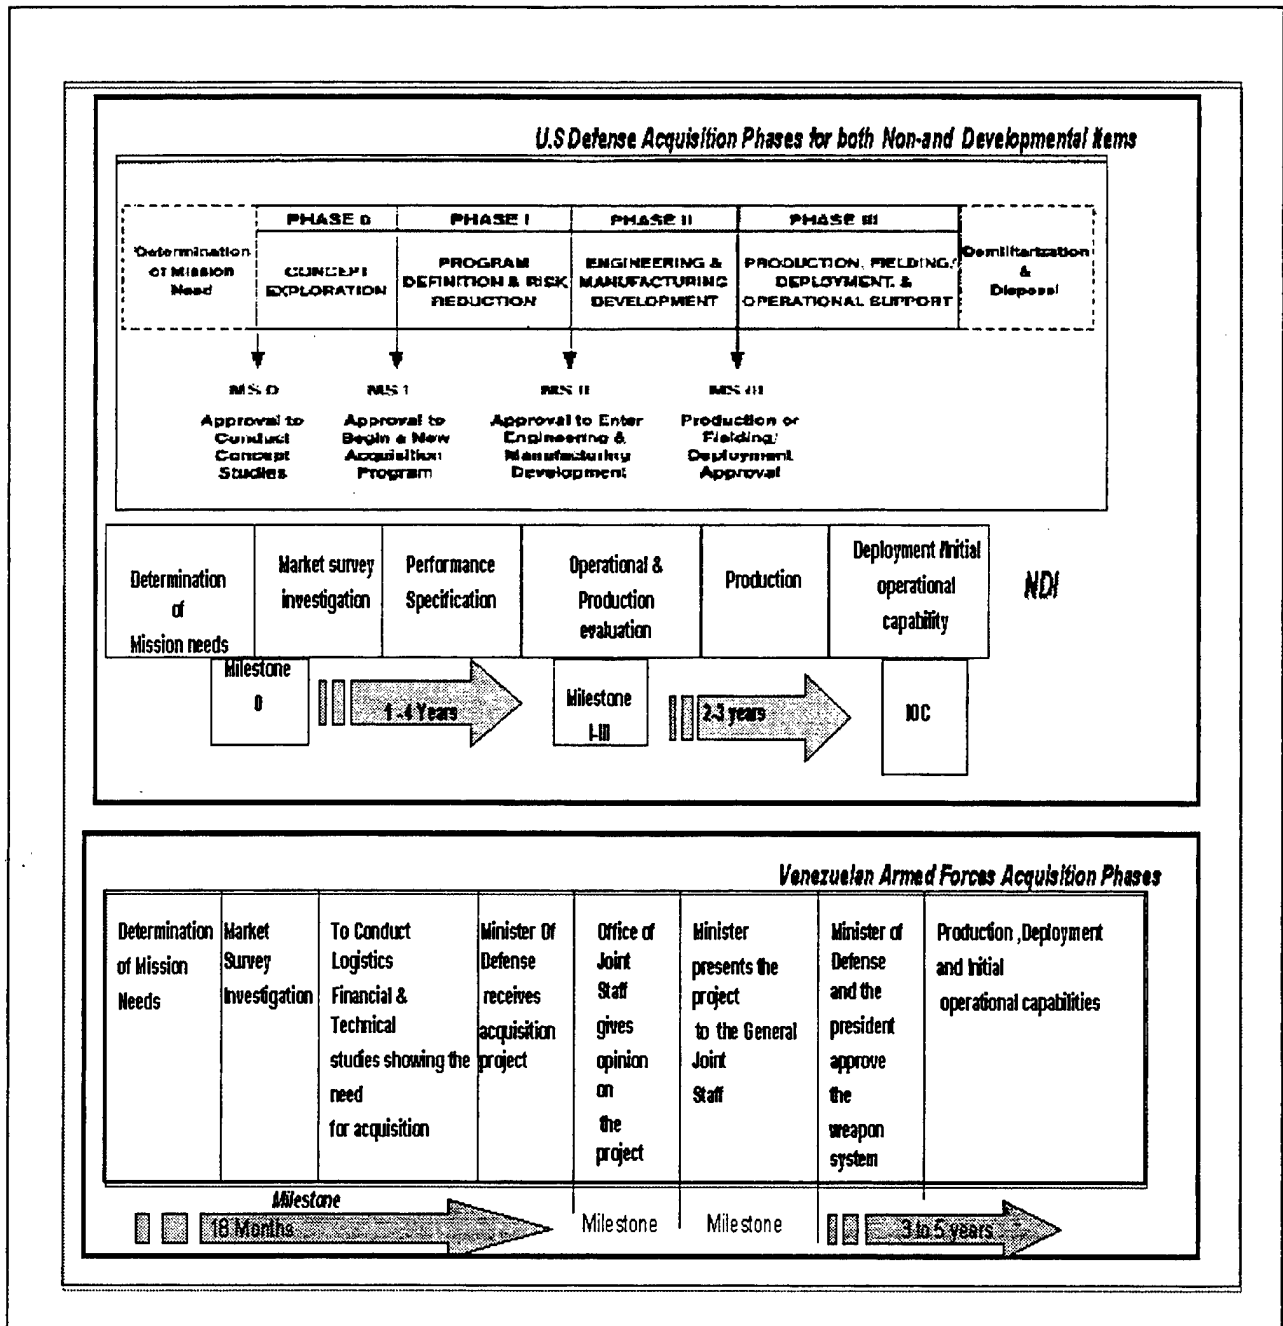 U.S Defense Acquisition Phases for both Non-and Developmental Items
PHASE 0
PHASE I
PHASE II
PHASE III
Determination
of Mission
Need
CONCEPT
EXPLORATION
PROGRAM
DEFINITION & RISK
REDUCTION
ENGINEERING &
MANUFACTURING
DEVELOPMENT
PRODUCTION, FIELDING/
DEPLOYMENT, &
OPERATIONAL SUPPORT
Demilitarization
&
Disposal
MS 0
Approval to
Conduct
Concept
Studies
MS I
Approval to
Begin a New
Acquisition
Program
MS II
Approval to Enter
Engineering &
Manufacturing
Development
MS III
Production or
Fielding/
Deployment
Approval
Determination
of
Mission needs
Market survey
investigation
Performance
Specification
Operational &
Production
evaluation
Production
Deployment /Initial
operational
capability
NDI
Milestone
0
1 -4 Years
Milestone
I-III
2-3 years
IOC
Venezuelan Armed Forces Acquisition Phases
Determination
of Mission
Needs
Market
Survey
Investigation
To Conduct
Logistics
Financial &
Technical
studies showing the
need
for acquisition
Minister Of
Defense
receives
acquisition
project
Office of
Joint
Staff
gives
opinion
on
the
project
Minister
presents the
project
to the General
Joint
Staff
Minister of
Defense
and the
president
approve
the
weapon
system
Production ,Deployment
and Initial
operational capabilities
Milestone
18 Months
Milestone
Milestone
3 to 5 years